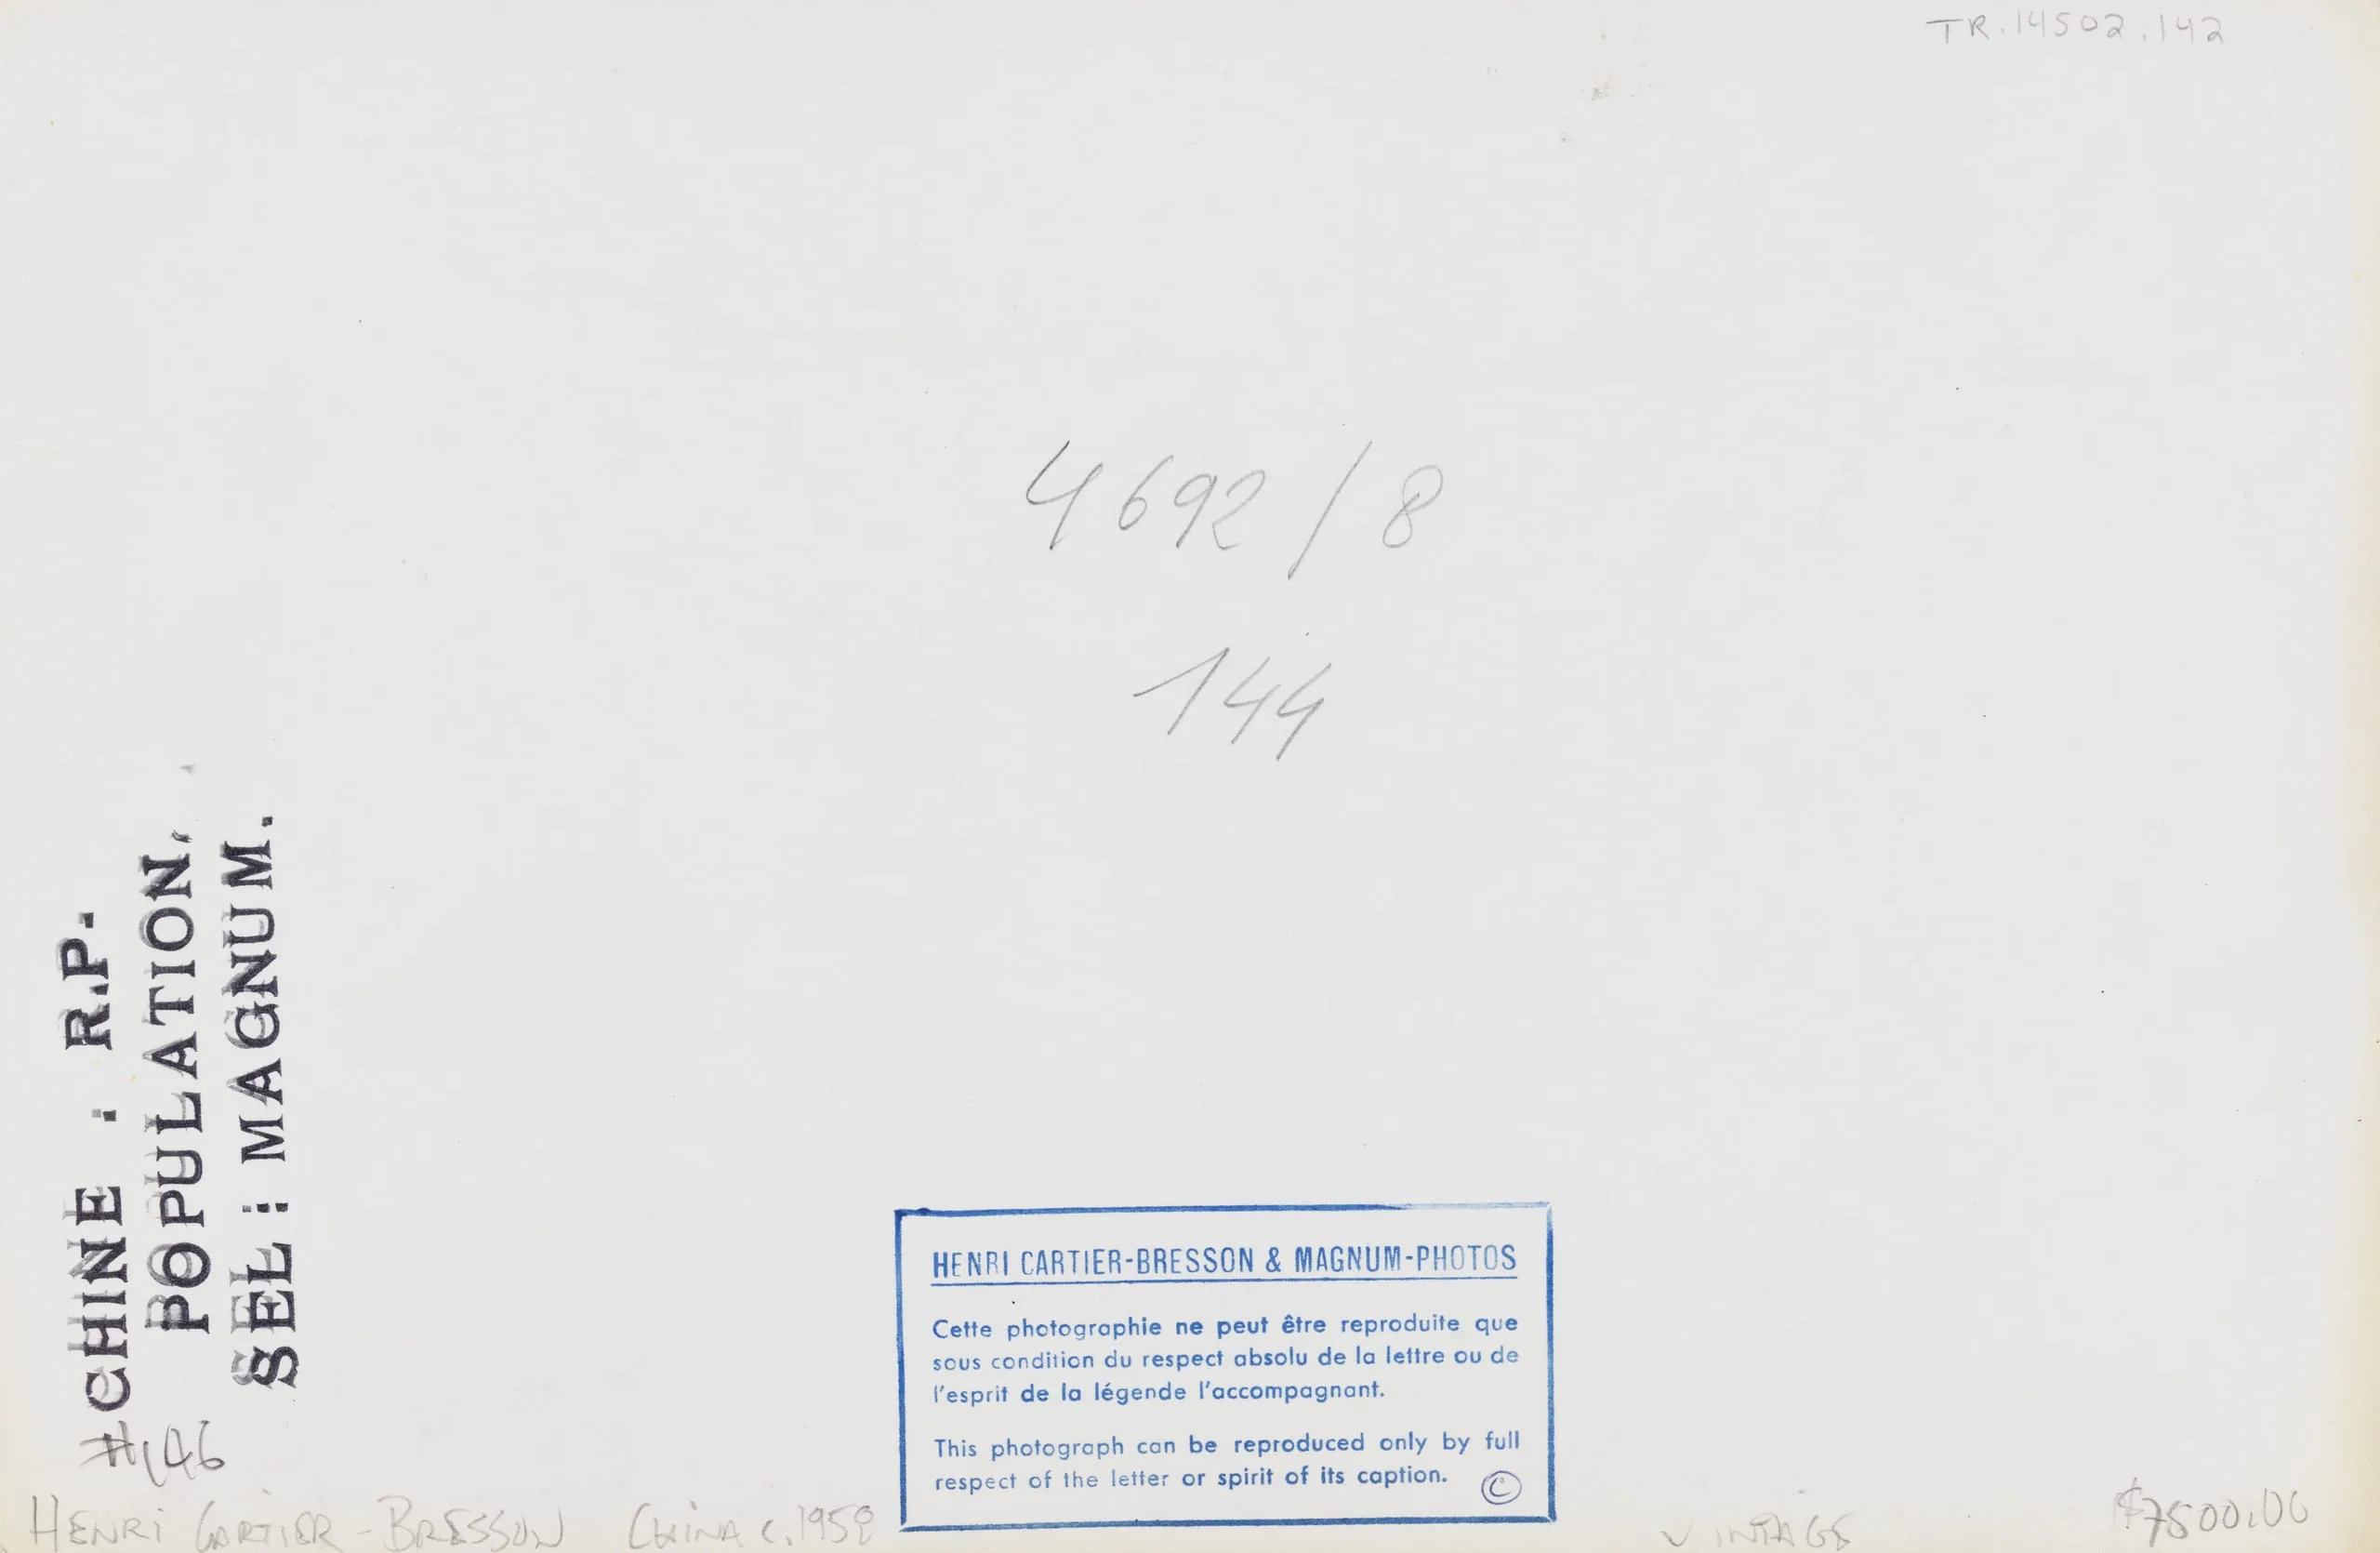 TR.14502.142
4692/8
144
CHINE : R.P.
POPULATION.
SEL : MAGNUM.
#146
HENRI CARTIER-BRESSON & MAGNUM-PHOTOS
Cette photographie ne peut être reproduite que
sous condition du respect absolu de la lettre ou de
l'esprit de la légende l'accompagnant.
This photograph can be reproduced only by full
respect of the letter or spirit of its caption. ©
HENRI CARTIER-BRESSON CHINA c.1958 VINTAGE $7500.00